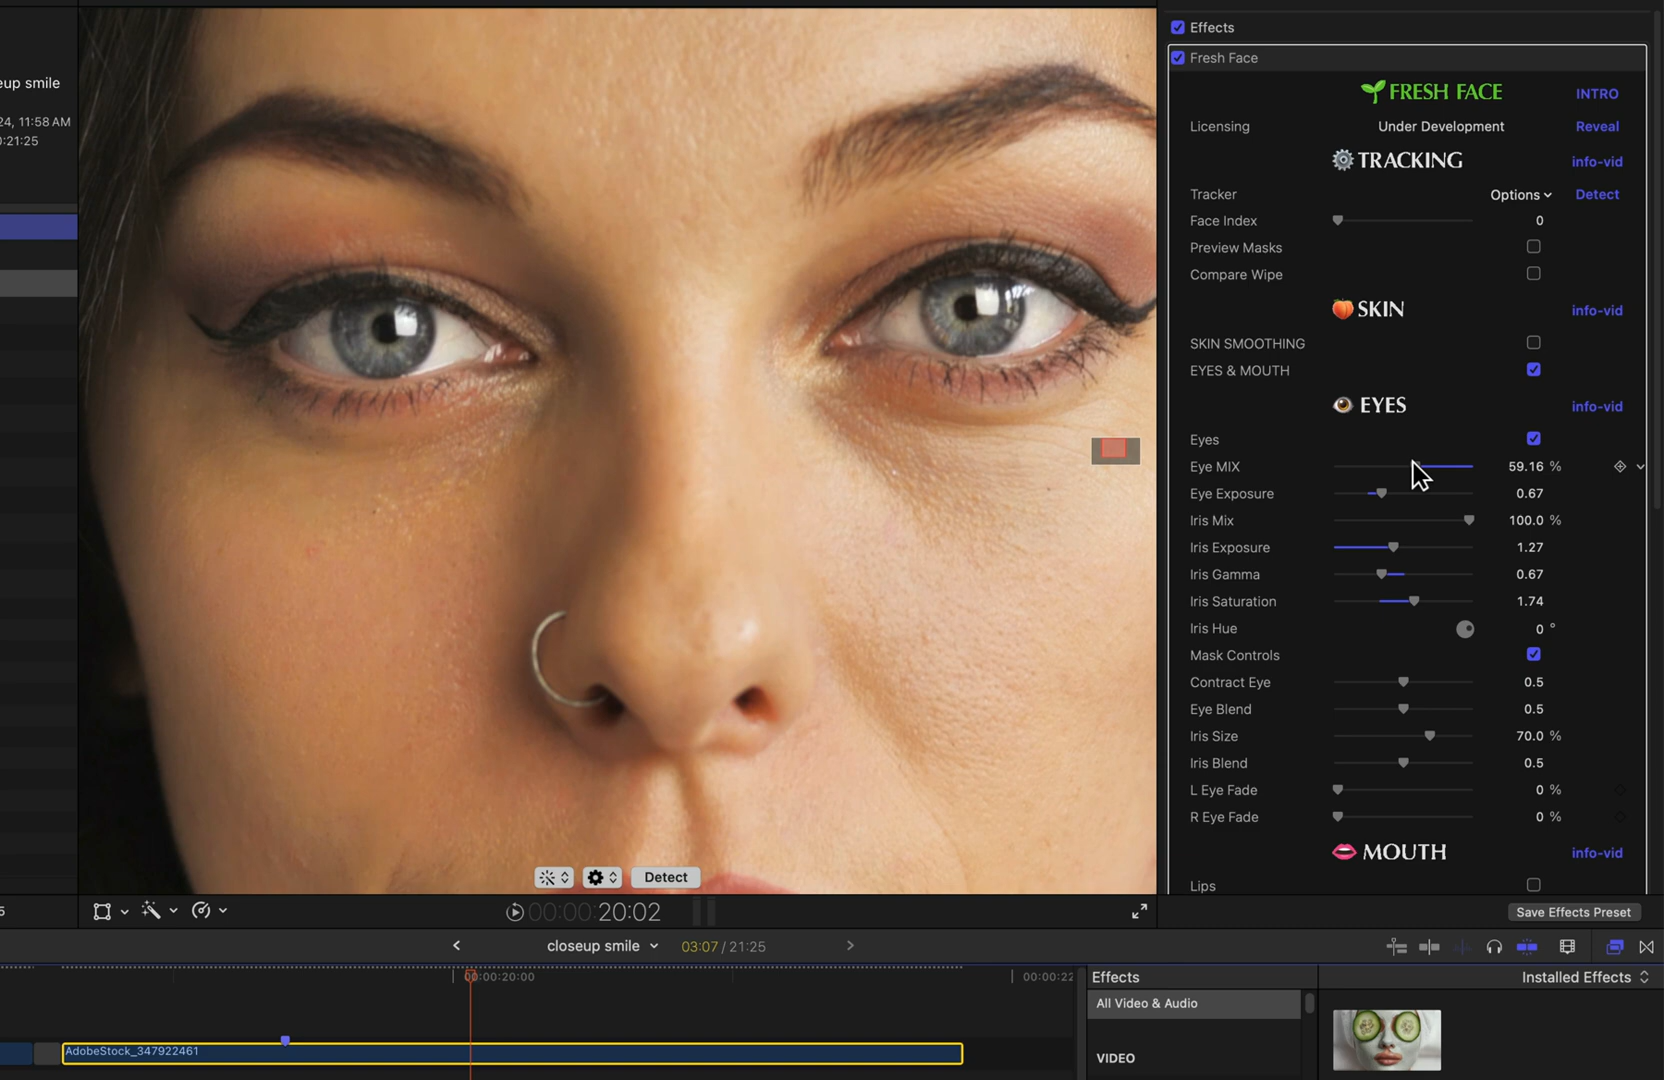 eup smile
24, 11:58 AM
0:21:25
Effects
Fresh Face
FRESH FACE INTRO
Licensing Under Development Reveal
TRACKING info-vid
Tracker Options Detect
Face Index 0
Preview Masks
Compare Wipe
SKIN info-vid
SKIN SMOOTHING
EYES & MOUTH
EYES info-vid
Eyes
Eye MIX 59.16 %
Eye Exposure 0.67
Iris Mix 100.0 %
Iris Exposure 1.27
Iris Gamma 0.67
Iris Saturation 1.74
Iris Hue 0 °
Mask Controls
Contract Eye 0.5
Eye Blend 0.5
Iris Size 70.0 %
Iris Blend 0.5
L Eye Fade 0 %
R Eye Fade 0 %
MOUTH info-vid
Lips
Detect
5
00:00:20:02
Save Effects Preset
closeup smile 03:07 / 21:25
00:00:20:00 00:00:22
Effects Installed Effects
All Video & Audio
VIDEO
AdobeStock_347922461